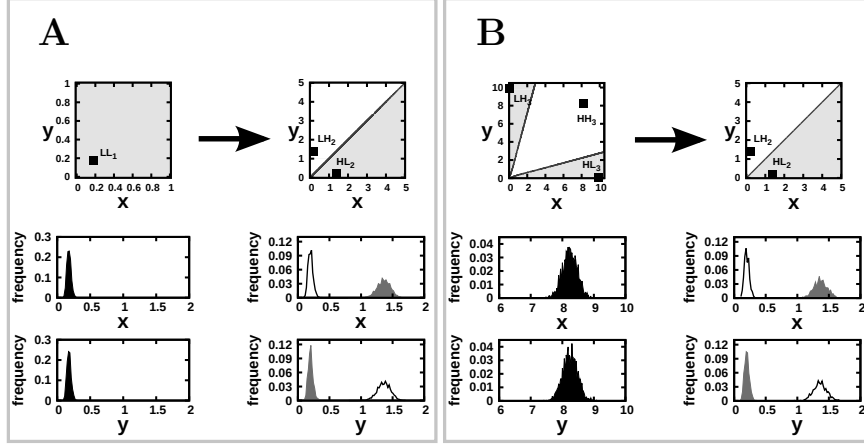 A
1
0.8
0.6
y
0.4
0.2
0
LL1
0 0.2 0.4 0.6 0.8 1
x
5
4
3
y
2
1
0
LH2
HL2
0 1 2 3 4 5
x
frequency
0.3
0.2
0.1
0
0 0.5 1 1.5 2
x
frequency
0.12
0.09
0.06
0.03
0
0 0.5 1 1.5 2
x
frequency
0.3
0.2
0.1
0
0 0.5 1 1.5 2
y
frequency
0.12
0.09
0.06
0.03
0
0 0.5 1 1.5 2
y
B
10
8
6
y
4
2
0
LH3
HH3
HL3
0 2 4 6 8 10
x
5
4
3
y
2
1
0
LH2
HL2
0 1 2 3 4 5
x
frequency
0.04
0.03
0.02
0.01
0
6 7 8 9 10
x
frequency
0.12
0.09
0.06
0.03
0
0 0.5 1 1.5 2
x
frequency
0.04
0.03
0.02
0.01
0
6 7 8 9 10
y
frequency
0.12
0.09
0.06
0.03
0
0 0.5 1 1.5 2
y